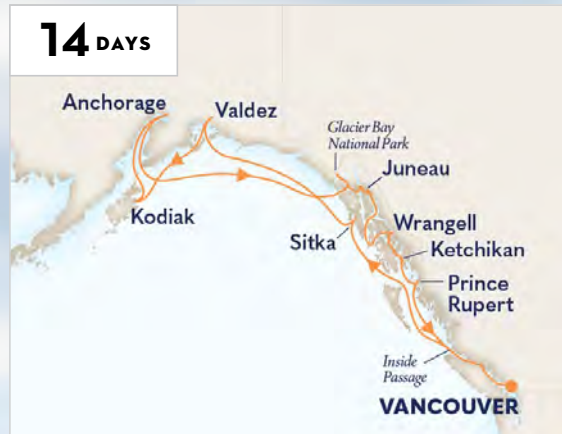 14 DAYS
Anchorage
Valdez
Glacier Bay
National Park
Juneau
Kodiak
Wrangell
Sitka
Ketchikan
Prince
Rupert
Inside
Passage
VANCOUVER